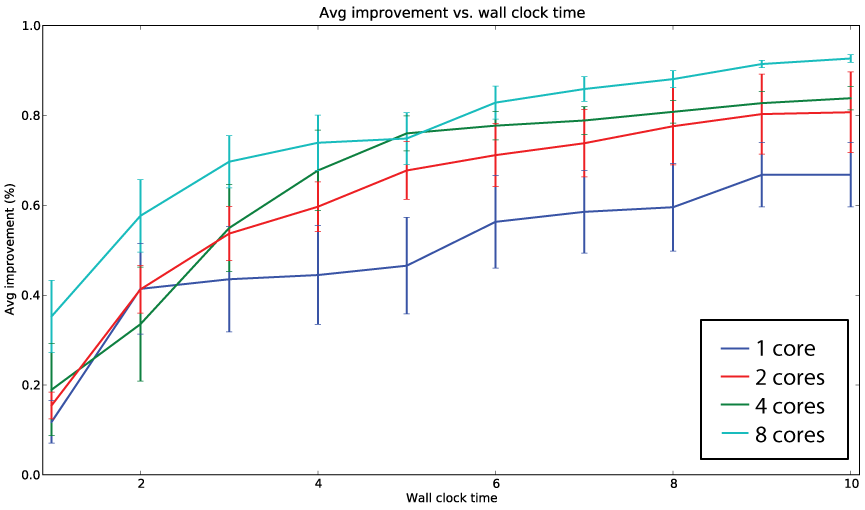 Avg improvement vs. wall clock time
1.0
0.8
0.6
0.4
0.2
0.0
Avg improvement (%)
2
4
6
8
10
Wall clock time
1 core
2 cores
4 cores
8 cores